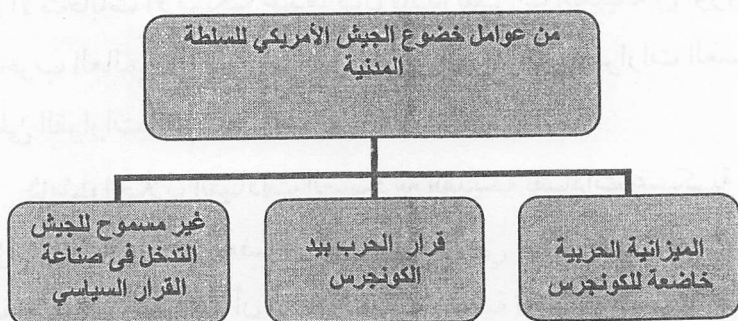 من عوامل خضوع الجيش الأمريكي للسلطة
المدنية
الميزانية الحربية
خاضعة للكونجرس
قرار الحرب بيد
الكونجرس
غير مسموح للجيش
التدخل فى صناعة
القرار السياسي